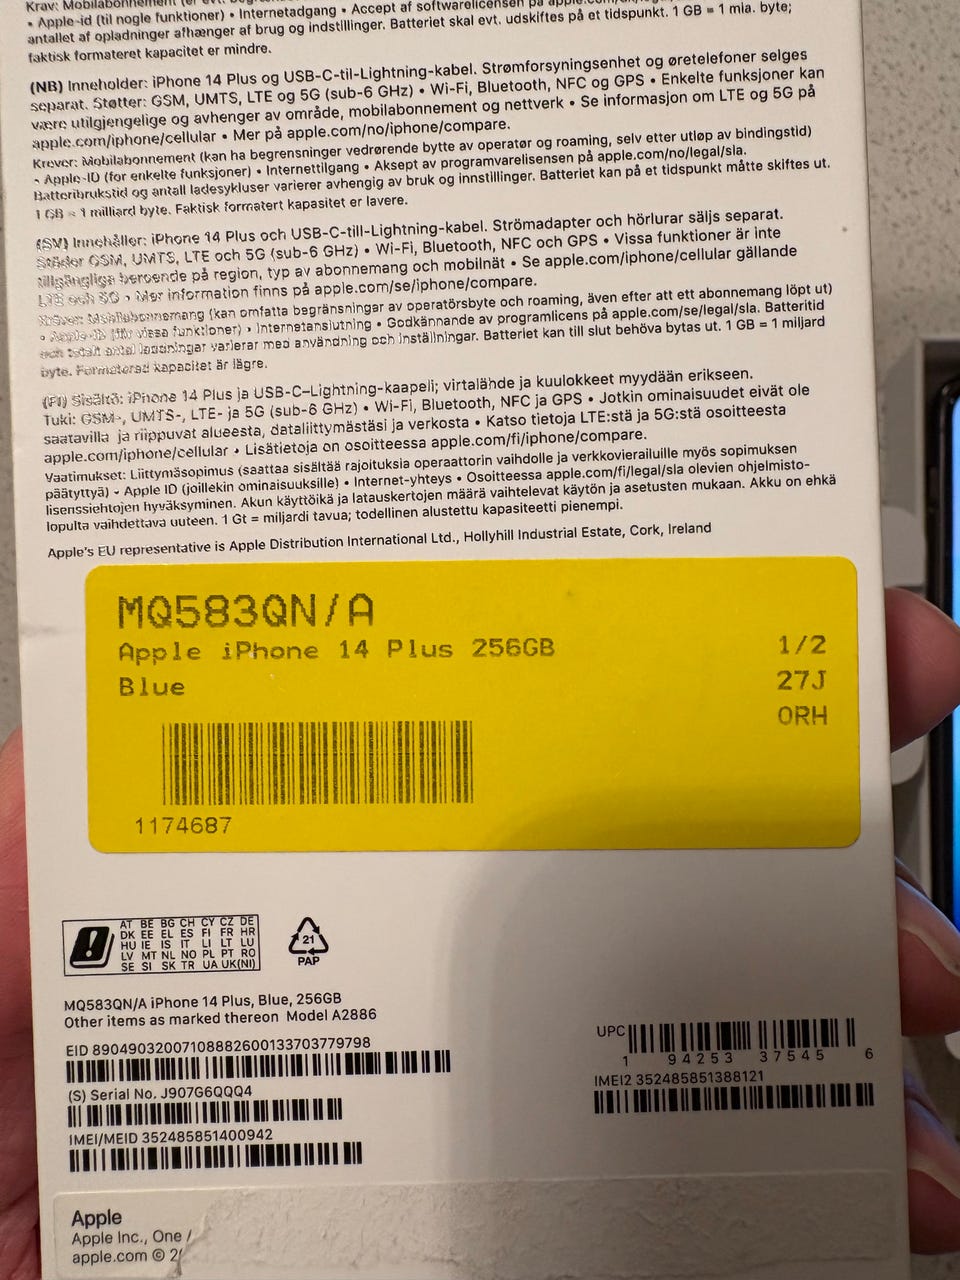 Krav: Mobilabonnement
• Apple-id (til nogle funktioner) • Internetadgang • Accept af softwarelicensen på
antallet af opladninger afhænger af brug og indstillinger. Batteriet skal evt. udskiftes på et tidspunkt. 1 GB = 1 mia. byte;
faktisk formateret kapacitet er mindre.
(NB) Inneholder: iPhone 14 Plus og USB-C-til-Lightning-kabel. Strømforsyningsenhet og øretelefoner selges
separat. Støtter: GSM, UMTS, LTE og 5G (sub-6 GHz) • Wi-Fi, Bluetooth, NFC og GPS • Enkelte funksjoner kan
være utilgjengelige og avhenger av område, mobilabonnement og nettverk • Se informasjon om LTE og 5G på
apple.com/iphone/cellular • Mer på apple.com/no/iphone/compare.
Krever: Mobilabonnement (kan ha begrensninger vedrørende bytte av operatør og roaming, selv etter utløp av bindingstid)
• Apple-ID (for enkelte funksjoner) • Internettilgang • Aksept av programvarelisensen på apple.com/no/legal/sla.
Batteribrukstid og antall ladesykluser varierer avhengig av bruk og innstillinger. Batteriet kan på et tidspunkt måtte skiftes ut.
1 GB = 1 milliard byte. Faktisk formatert kapasitet er lavere.
(SV) Innehåller: iPhone 14 Plus och USB-C-till-Lightning-kabel. Strömadapter och hörlurar säljs separat.
Stöder GSM, UMTS, LTE och 5G (sub-6 GHz) • Wi-Fi, Bluetooth, NFC och GPS • Vissa funktioner är inte
tillgängliga beroende på region, typ av abonnemang och mobilnät • Se apple.com/iphone/cellular gällande
LTE och 5G • Mer information finns på apple.com/se/iphone/compare.
Kräver: Mobilabonnemang (kan omfatta begränsningar av operatörsbyte och roaming, även efter att ett abonnemang löpt ut)
• Apple-ID (för vissa funktioner) • Internetanslutning • Godkännande av programlicens på apple.com/se/legal/sla. Batteritid
och totalt antal laddningar varierar med användning och inställningar. Batteriet kan till slut behöva bytas ut. 1 GB = 1 miljard
byte. Formaterad kapacitet är lägre.
(FI) Sisältö: iPhone 14 Plus ja USB-C–Lightning-kaapeli; virtalähde ja kuulokkeet myydään erikseen.
Tuki: GSM-, UMTS-, LTE- ja 5G (sub-6 GHz) • Wi-Fi, Bluetooth, NFC ja GPS • Jotkin ominaisuudet eivät ole
saatavilla ja riippuvat alueesta, dataliittymästäsi ja verkosta • Katso tietoja LTE:stä ja 5G:stä osoitteesta
apple.com/iphone/cellular • Lisätietoja on osoitteessa apple.com/fi/iphone/compare.
Vaatimukset: Liittymäsopimus (saattaa sisältää rajoituksia operaattorin vaihdolle ja verkkovierailuille myös sopimuksen
päätyttyä) • Apple ID (joillekin ominaisuuksille) • Internet-yhteys • Osoitteessa apple.com/fi/legal/sla olevien ohjelmisto-
lisenssiehtojen hyväksyminen. Akun käyttöikä ja latauskertojen määrä vaihtelevat käytön ja asetusten mukaan. Akku on ehkä
lopulta vaihdettava uuteen. 1 Gt = miljardi tavua; todellinen alustettu kapasiteetti pienempi.
Apple's EU representative is Apple Distribution International Ltd., Hollyhill Industrial Estate, Cork, Ireland
MQ583QN/A
Apple iPhone 14 Plus 256GB 1/2
Blue 27J
0RH
1174687
AT BE BG CH CY CZ DE
DK EE EL ES FI FR HR
HU IE IS IT LI LT LU
LV MT NL NO PL PT RO
SE SI SK TR UA UK(NI)
21
PAP
MQ583QN/A iPhone 14 Plus, Blue, 256GB
Other items as marked thereon Model A2886
EID 89049032007108882600133703779798
(S) Serial No. J907G6QQQ4
IMEI/MEID 352485851400942
UPC
1 94253 37545 6
IMEI2 352485851388121
Apple
Apple Inc., One
apple.com ©